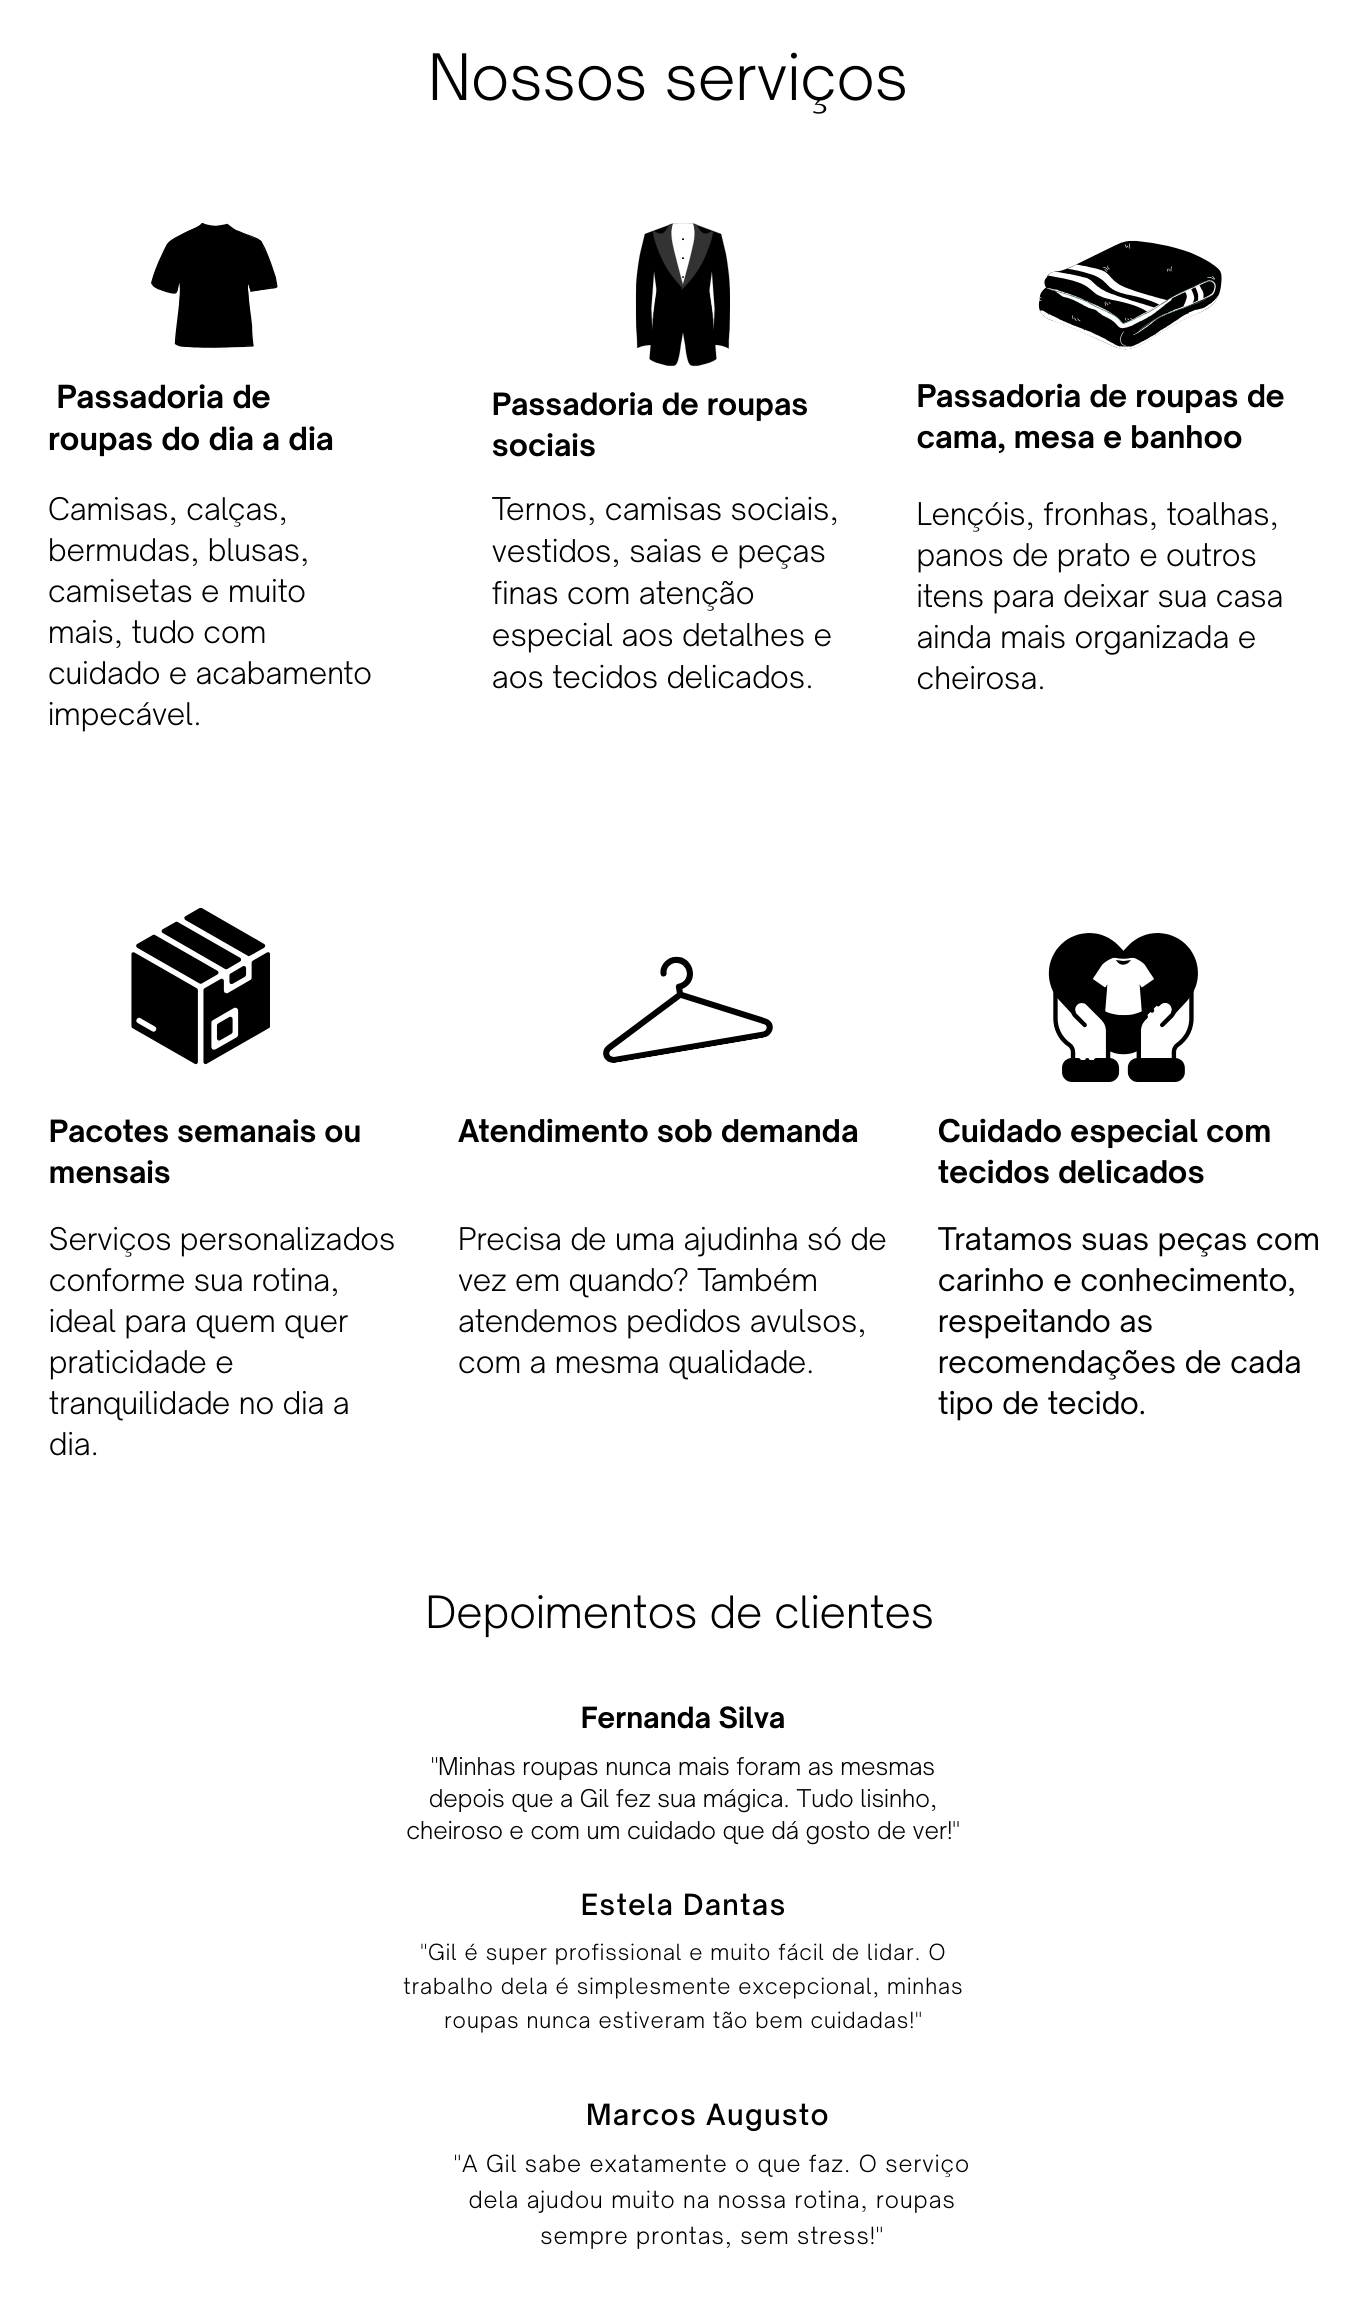 Nossos serviços
Passadoria de
roupas do dia a dia
Camisas, calças,
bermudas, blusas,
camisetas e muito
mais, tudo com
cuidado e acabamento
impecável.
Passadoria de roupas
sociais
Ternos, camisas sociais,
vestidos, saias e peças
finas com atenção
especial aos detalhes e
aos tecidos delicados.
Passadoria de roupas de
cama, mesa e banhoo
Lençóis, fronhas, toalhas,
panos de prato e outros
itens para deixar sua casa
ainda mais organizada e
cheirosa.
Pacotes semanais ou
mensais
Serviços personalizados
conforme sua rotina,
ideal para quem quer
praticidade e
tranquilidade no dia a
dia.
Atendimento sob demanda
Precisa de uma ajudinha só de
vez em quando? Também
atendemos pedidos avulsos,
com a mesma qualidade.
Cuidado especial com
tecidos delicados
Tratamos suas peças com
carinho e conhecimento,
respeitando as
recomendações de cada
tipo de tecido.
Depoimentos de clientes
Fernanda Silva
"Minhas roupas nunca mais foram as mesmas
depois que a Gil fez sua mágica. Tudo lisinho,
cheiroso e com um cuidado que dá gosto de ver!"
Estela Dantas
"Gil é super profissional e muito fácil de lidar. O
trabalho dela é simplesmente excepcional, minhas
roupas nunca estiveram tão bem cuidadas!"
Marcos Augusto
"A Gil sabe exatamente o que faz. O serviço
dela ajudou muito na nossa rotina, roupas
sempre prontas, sem stress!"